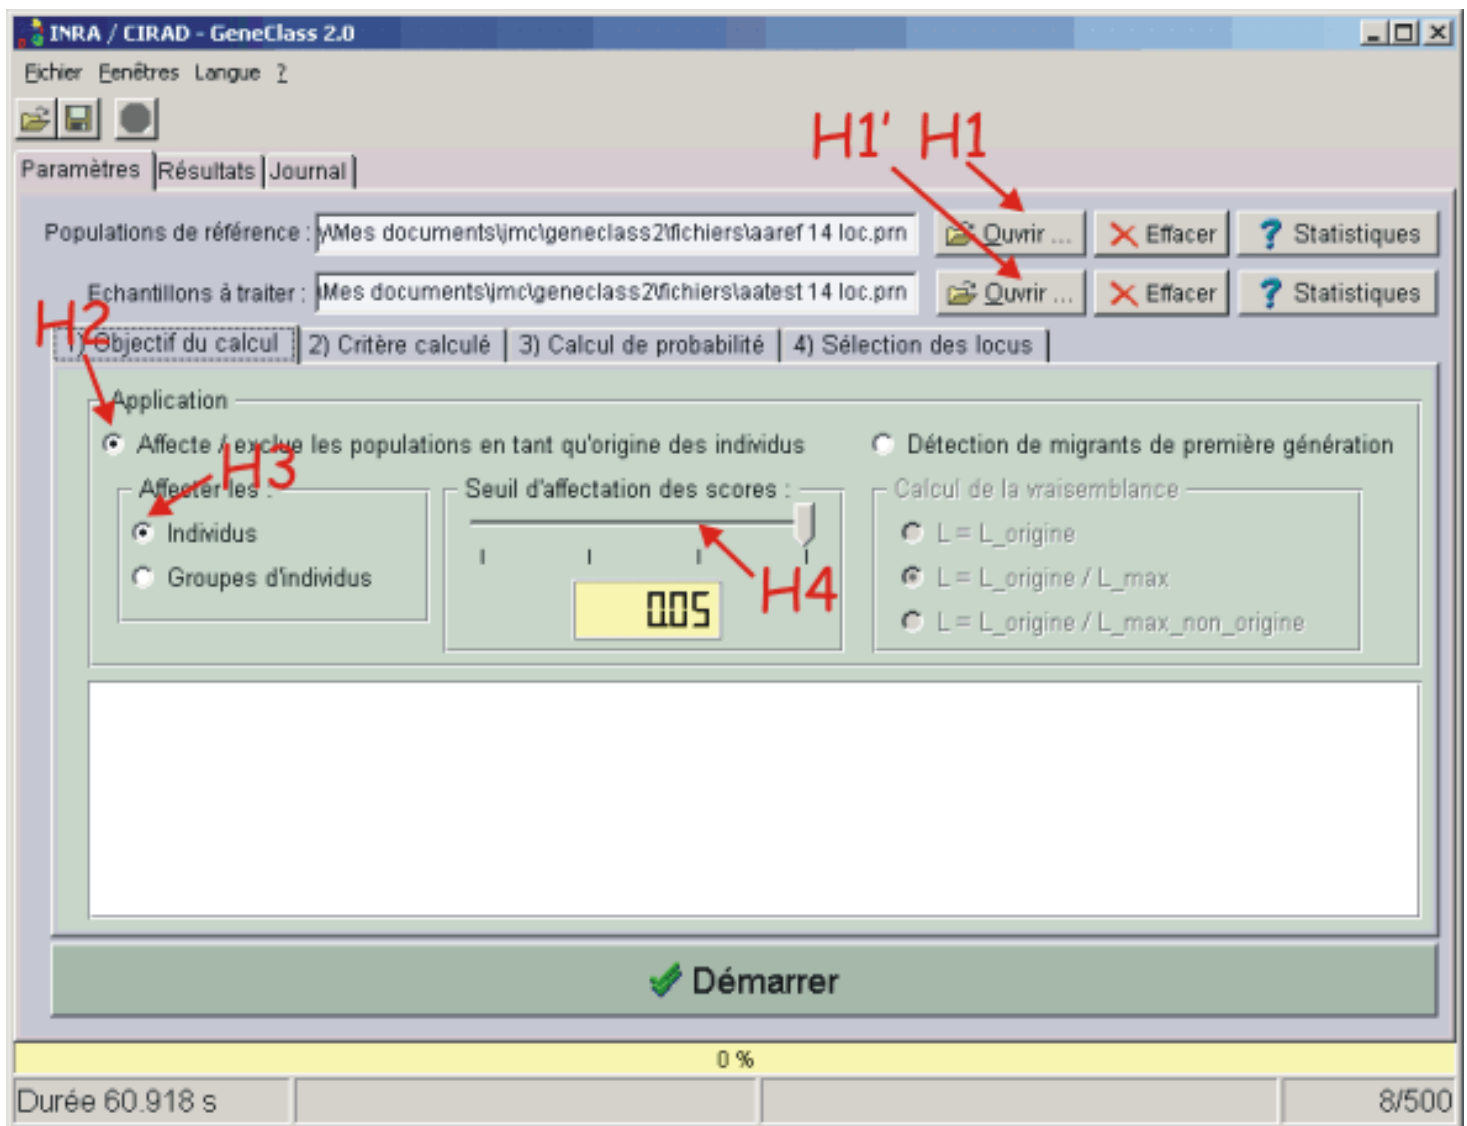 INRA / CIRAD - GeneClass 2.0
Fichier Fenêtres Langue ?
H1' H1
Paramètres Résultats Journal
Populations de référence : y\Mes documents\jmc\geneclass2\fichiers\aaref 14 loc.prn Ouvrir ... Effacer ? Statistiques
Echantillons à traiter : \Mes documents\jmc\geneclass2\fichiers\aatest 14 loc.prn Ouvrir ... Effacer ? Statistiques
H2
1) Objectif du calcul 2) Critère calculé 3) Calcul de probabilité 4) Sélection des locus
Application
Affecte / exclue les populations en tant qu'origine des individus Détection de migrants de première génération
H3
Affecter les : Seuil d'affectation des scores : Calcul de la vraisemblance
Individus L = L_origine
Groupes d'individus L = L_origine / L_max
H4
0.05 L = L_origine / L_max_non_origine
Démarrer
0 %
Durée 60.918 s 8/500